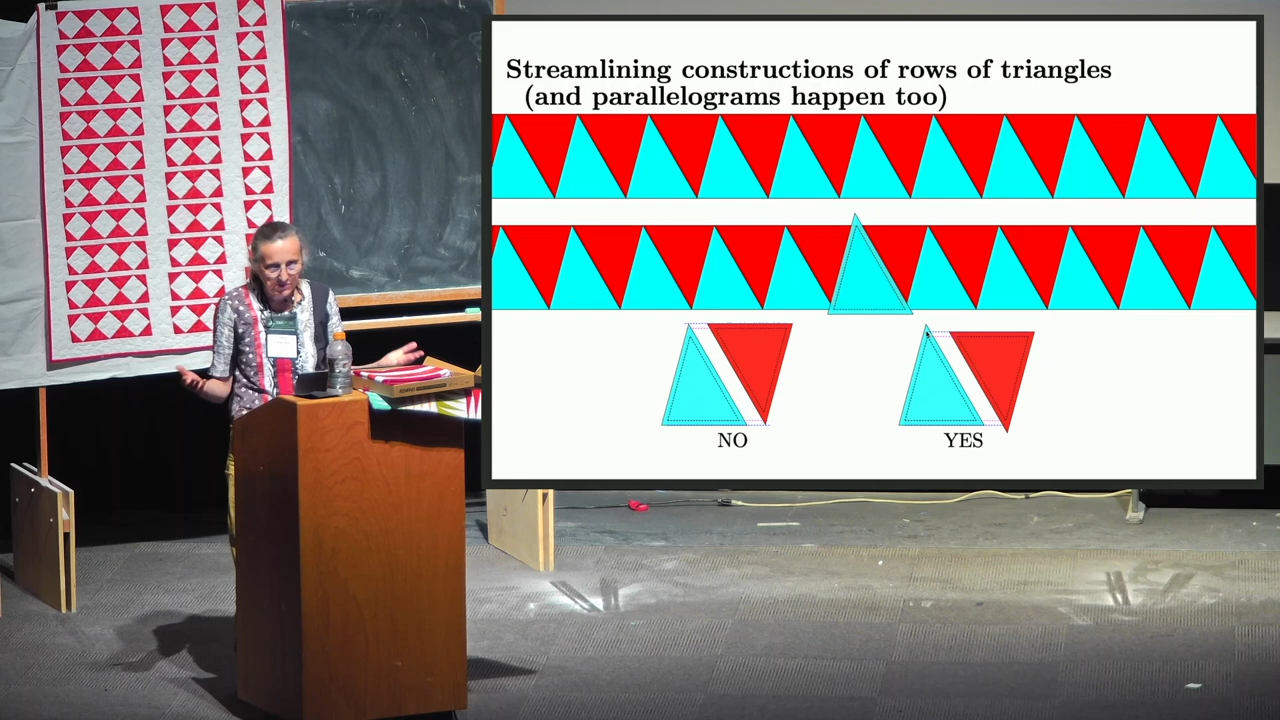 Streamlining constructions of rows of triangles
(and parallelograms happen too)
NO
YES